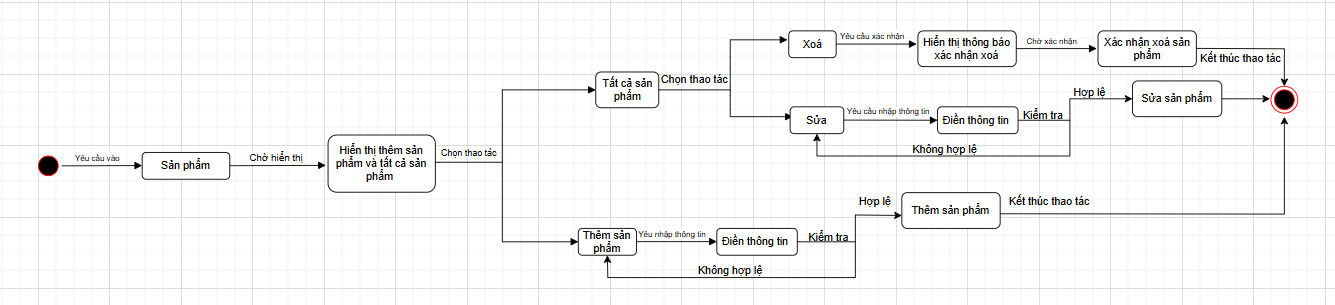 Yêu cầu vào
Sản phẩm
Chờ hiển thị
Hiển thị thêm sản
phẩm và tất cả sản
phẩm
Chọn thao tác
Tất cả sản
phẩm
Chọn thao tác
Xoá
Yêu cầu xác nhận
Hiển thị thông báo
xác nhận xoá
Chờ xác nhận
Xác nhận xoá sản
phẩm
Kết thúc thao tác
Sửa
Yêu cầu nhập thông tin
Điền thông tin
Kiểm tra
Hợp lệ
Sửa sản phẩm
Không hợp lệ
Thêm sản
phẩm
Yêu nhập thông tin
Điền thông tin
Kiểm tra
Hợp lệ
Thêm sản phẩm
Kết thúc thao tác
Không hợp lệ